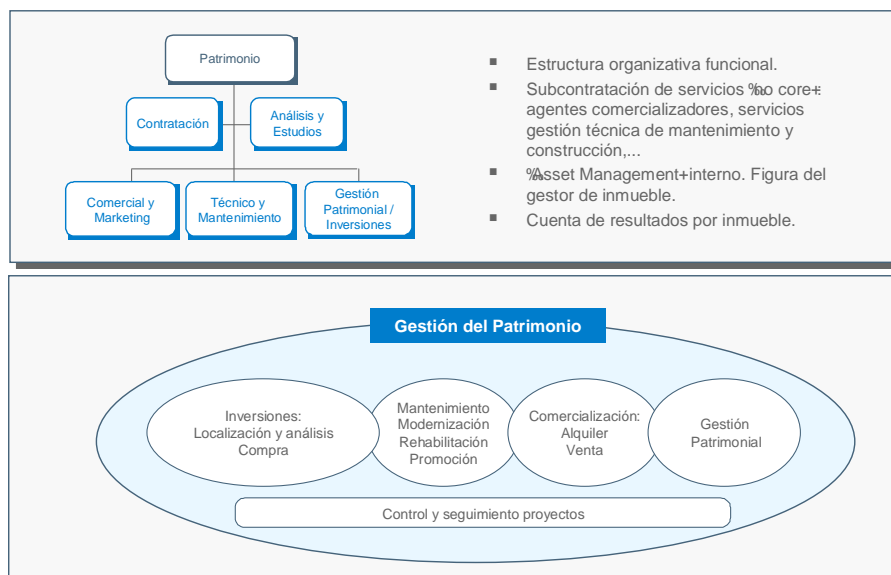 Patrimonio
Contratación
Análisis y
Estudios
Comercial y
Marketing
Técnico y
Mantenimiento
Gestión
Patrimonial /
Inversiones
▪ Estructura organizativa funcional.
▪ Subcontratación de servicios ‰no core+:
agentes comercializadores, servicios
gestión técnica de mantenimiento y
construcción,...
▪ ‰Asset Management+interno. Figura del
gestor de inmueble.
▪ Cuenta de resultados por inmueble.
Gestión del Patrimonio
Inversiones:
Localización y análisis
Compra
Mantenimiento
Modernización
Rehabilitación
Promoción
Comercialización:
Alquiler
Venta
Gestión
Patrimonial
Control y seguimiento proyectos